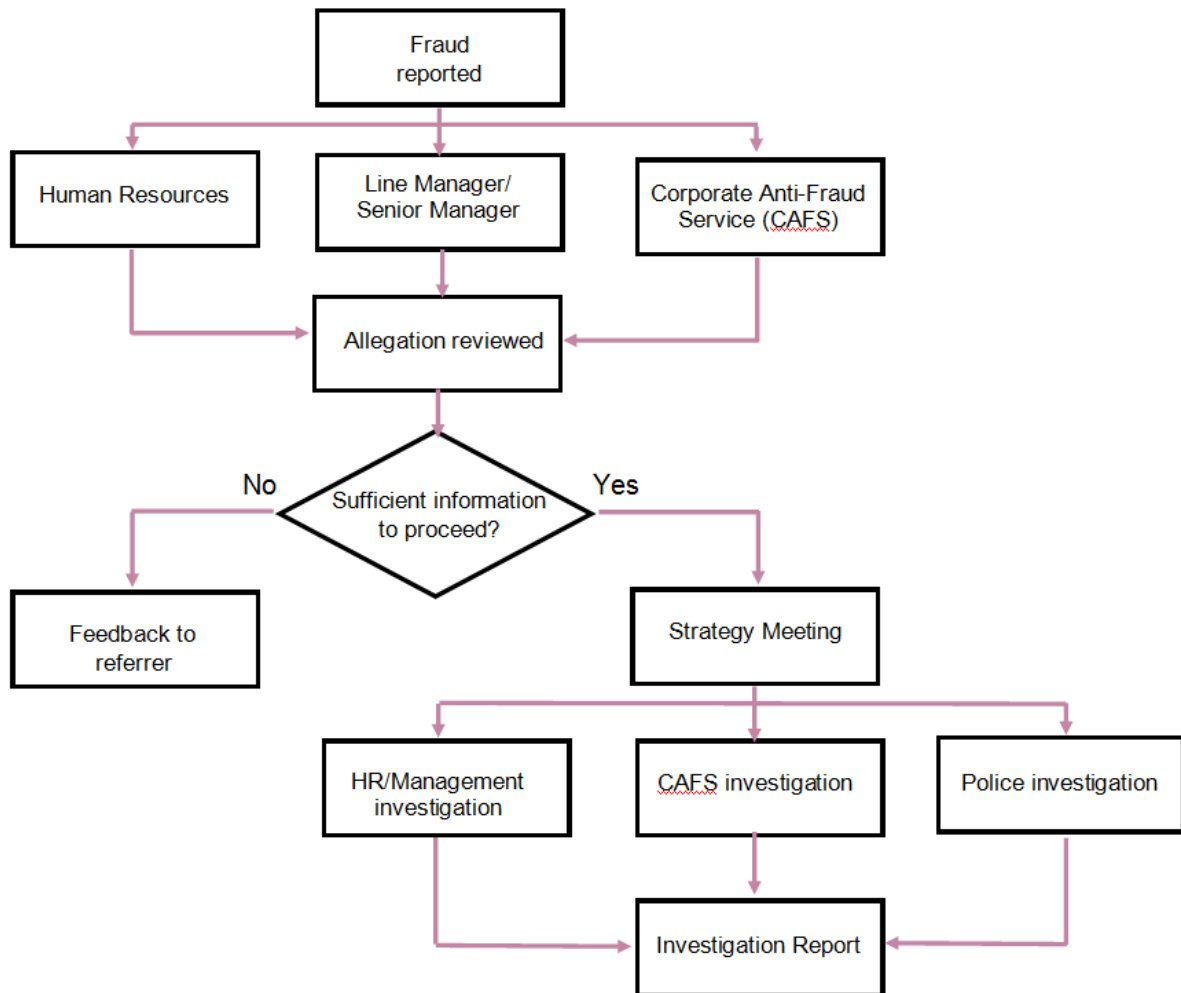 Fraud
reported
Human Resources
Line Manager/
Senior Manager
Corporate Anti-Fraud
Service (CAFS)
Allegation reviewed
No
Yes
Sufficient information
to proceed?
Feedback to
referrer
Strategy Meeting
HR/Management
investigation
CAFS investigation
Police investigation
Investigation Report